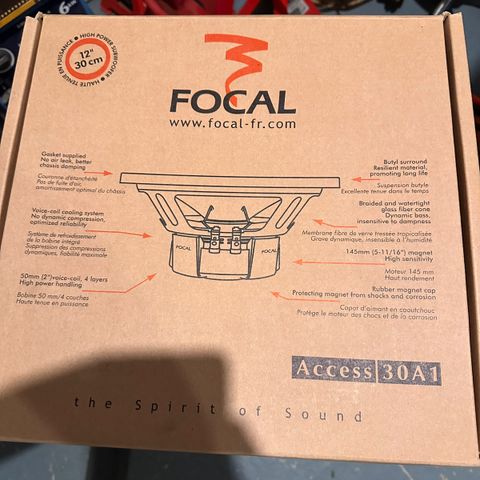 12"
30 cm
HIGH POWER SUBWOOFER • HAUTE TENUE EN PUISSANCE •
FOCAL
www.focal-fr.com
Gasket supplied
No air leak, better
chassis damping
Couronne d'étanchéité
Pas de fuite d'air,
amortissement optimal du châssis
Voice-coil cooling system
No dynamic compression,
optimized reliability
Système de refroidissement
de la bobine intégré
Suppression des compressions
dynamiques, fiabilité maximale
50mm (2") voice-coil, 4 layers
High power handling
Bobine 50 mm/4 couches
Haute tenue en puissance
Butyl surround
Resilient material,
promoting long life
Suspension butyle
Excellente tenue dans le temps
Braided and watertight
glass fiber cone
Dynamic bass,
insensitive to dampness
Membrane fibre de verre tressée tropicalisée
Grave dynamique, insensible à l'humidité
145mm (5-11/16") magnet
High sensitivity
Moteur 145 mm
Haut rendement
Rubber magnet cap
Protecting magnet from shocks and corrosion
Capot d'aimant en caoutchouc
Protège le moteur des chocs et de la corrosion
FOCAL
FOCAL
Access 30A1
the Spirit of Sound